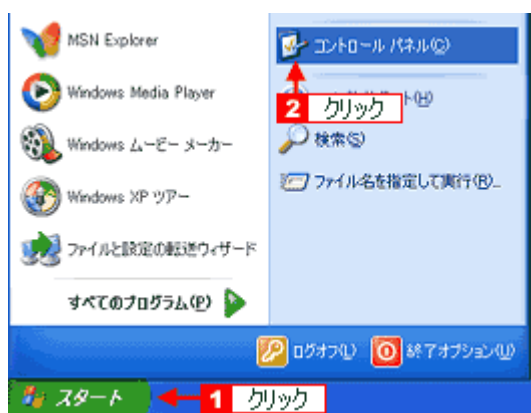 MSN Explorer
Windows Media Player
Windows ムービー メーカー
Windows XP ツアー
ファイルと設定の転送ウィザード
すべてのプログラム(P)
コントロール パネル(C)
2 クリック
ト(H)
検索(S)
ファイル名を指定して実行(R)...
ログオフ(L)
終了オプション(U)
スタート
1 クリック